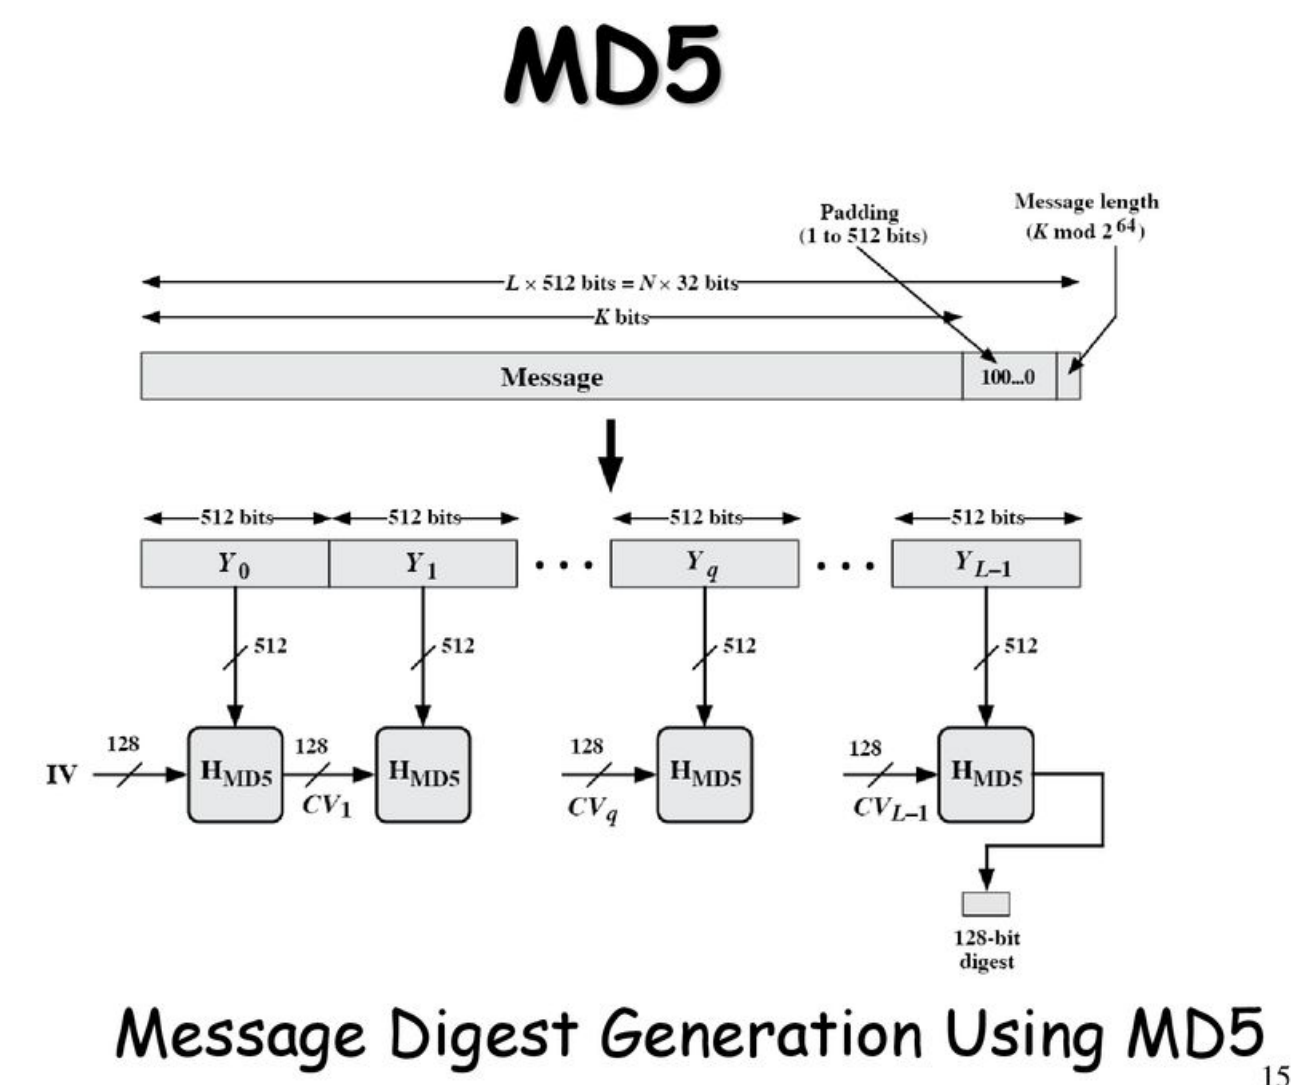 MD5
Padding
(1 to 512 bits)
Message length
(K mod 2^64)
L × 512 bits = N × 32 bits
K bits
Message
100...0
512 bits
512 bits
512 bits
512 bits
Y0
Y1
• • •
Yq
• • •
YL–1
512
512
512
512
IV
128
HMD5
128
CV1
HMD5
128
CVq
HMD5
128
CVL–1
HMD5
128-bit
digest
Message Digest Generation Using MD5
15